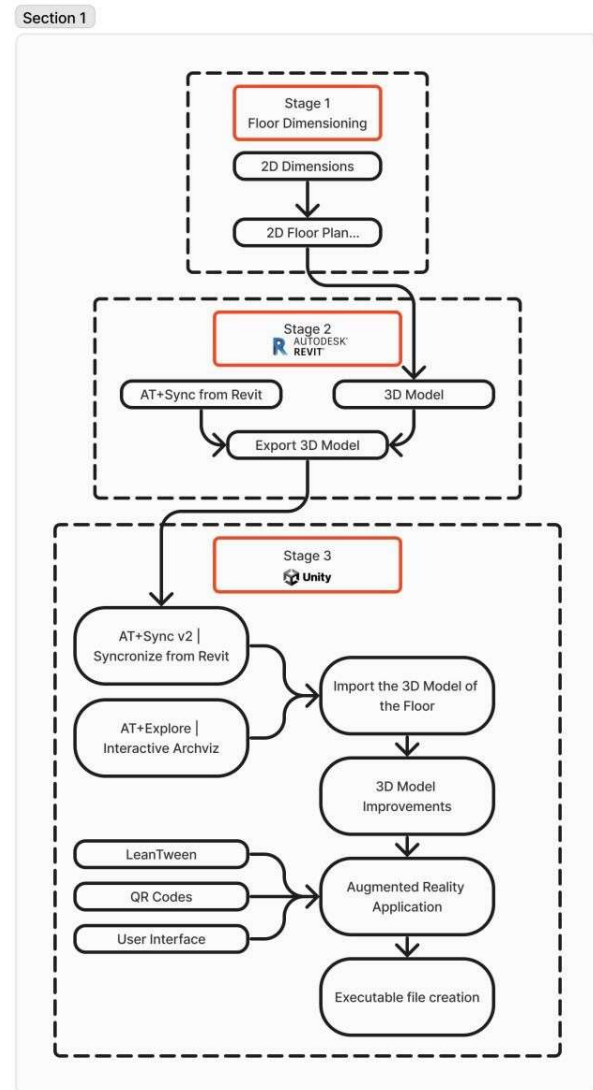 Section 1
Stage 1
Floor Dimensioning
2D Dimensions
2D Floor Plan...
Stage 2
R AUTODESK
REVIT
AT+Sync from Revit
3D Model
Export 3D Model
Stage 3
Unity
AT+Sync v2 |
Syncronize from Revit
AT+Explore |
Interactive Archviz
Import the 3D Model of
the Floor
3D Model
Improvements
LeanTween
QR Codes
User Interface
Augmented Reality
Application
Executable file creation